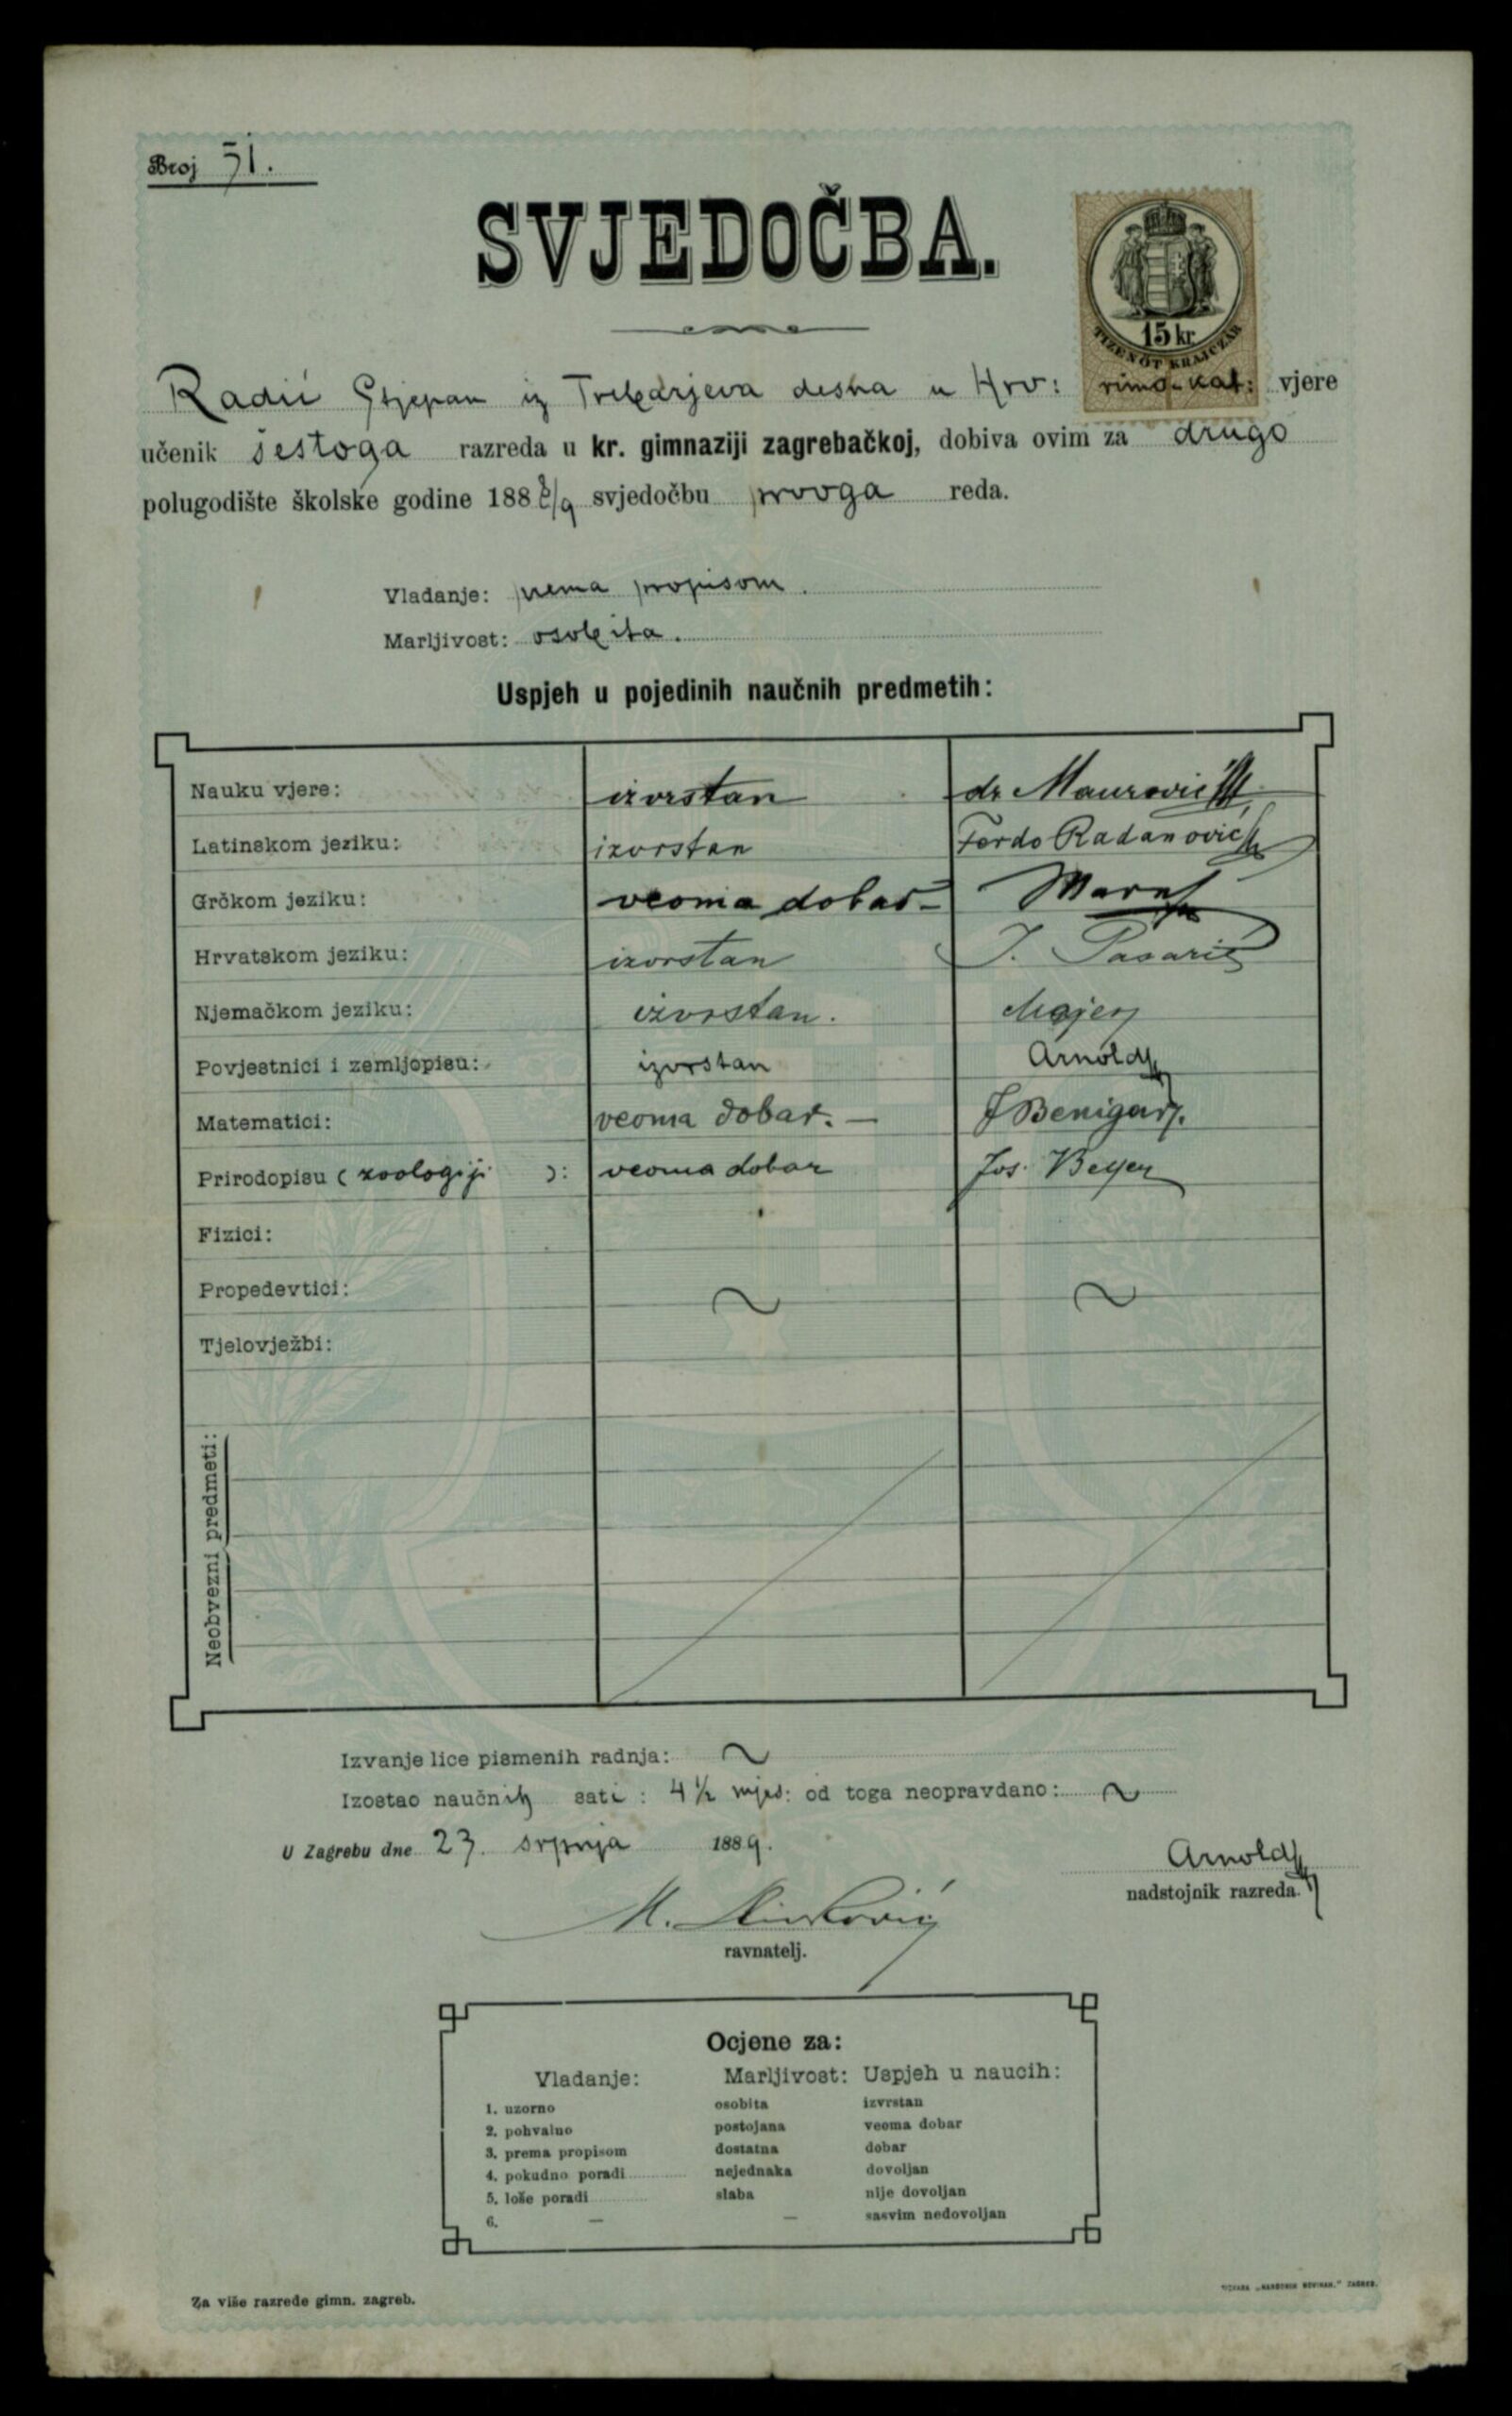 Broj 51.
SVJEDOČBA.
15 kr.
TIZENÖT KRAJCZÁR
Radić Stjepan iz Trebarjeva desna u Hrv: rimo-kat: vjere
učenik šestoga razreda u kr. gimnaziji zagrebačkoj, dobiva ovim za drugo
polugodište školske godine 1888/9 svjedočbu prvoga reda.
Vladanje: prema propisom.
Marljivost: osobita.
Uspjeh u pojedinih naučnih predmetih:
Nauku vjere: izvrstan dr Maurović
Latinskom jeziku: izvrstan Ferdo Radanović
Grčkom jeziku: veoma dobar-
Hrvatskom jeziku: izvrstan J. Pasarić
Njemačkom jeziku: izvrstan. Majer
Povjestnici i zemljopisu: izvrstan Arnold
Matematici: veoma dobar. — J Benigar
Prirodopisu (zoologiji): veoma dobar Jos. Beyer
Fizici:
Propedevtici: ~ ~
Tjelovježbi:
Neobvezni predmeti:
Izvanje lice pismenih radnja: ~
Izostao naučnih sati: 4 1/2 mjes: od toga neopravdano: ~
U Zagrebu dne 23. srpnja 1889.
Arnold
nadstojnik razreda.
M.
ravnatelj.
Ocjene za:
Vladanje: Marljivost: Uspjeh u naucih:
1. uzorno osobita izvrstan
2. pohvalno postojana veoma dobar
3. prema propisom dostatna dobar
4. pokudno poradi nejednaka dovoljan
5. loše poradi slaba nije dovoljan
6. — — sasvim nedovoljan
Za više razrede gimn. zagreb.